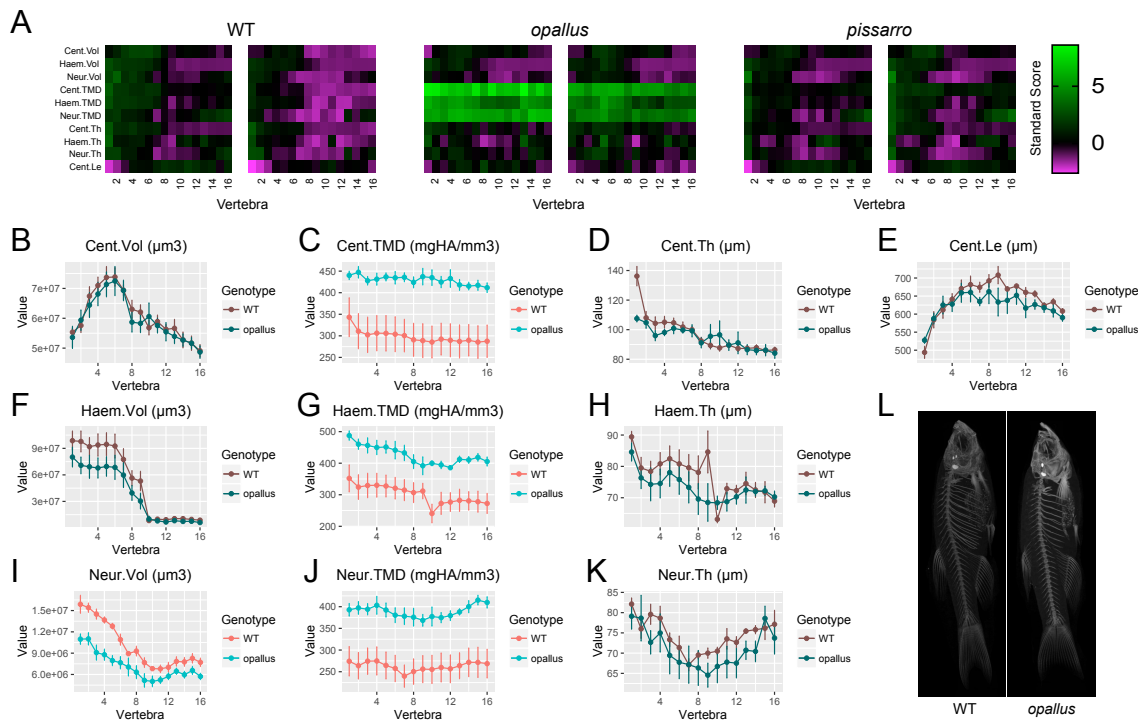 A
WT
opallus
pissarro
Cent.Vol
Haem.Vol
Neur.Vol
Cent.TMD
Haem.TMD
Neur.TMD
Cent.Th
Haem.Th
Neur.Th
Cent.Le
2 4 6 8 10 12 14 16
2 4 6 8 10 12 14 16
2 4 6 8 10 12 14 16
2 4 6 8 10 12 14 16
2 4 6 8 10 12 14 16
2 4 6 8 10 12 14 16
Vertebra
Vertebra
Vertebra
Standard Score
5
0
B
Cent.Vol (µm3)
Value
7e+07
6e+07
5e+07
4 8 12 16
Vertebra
Genotype
WT
opallus
C
Cent.TMD (mgHA/mm3)
Value
450
400
350
300
250
4 8 12 16
Vertebra
Genotype
WT
opallus
D
Cent.Th (µm)
Value
140
120
100
80
4 8 12 16
Vertebra
Genotype
WT
opallus
E
Cent.Le (µm)
Value
700
650
600
550
500
4 8 12 16
Vertebra
Genotype
WT
opallus
F
Haem.Vol (µm3)
Value
9e+07
6e+07
3e+07
4 8 12 16
Vertebra
Genotype
WT
opallus
G
Haem.TMD (mgHA/mm3)
Value
500
400
300
200
4 8 12 16
Vertebra
Genotype
WT
opallus
H
Haem.Th (µm)
Value
90
80
70
4 8 12 16
Vertebra
Genotype
WT
opallus
I
Neur.Vol (µm3)
Value
1.5e+07
1.2e+07
9.0e+06
6.0e+06
4 8 12 16
Vertebra
Genotype
WT
opallus
J
Neur.TMD (mgHA/mm3)
Value
400
350
300
250
4 8 12 16
Vertebra
Genotype
WT
opallus
K
Neur.Th (µm)
Value
85
80
75
70
65
4 8 12 16
Vertebra
Genotype
WT
opallus
L
WT
opallus